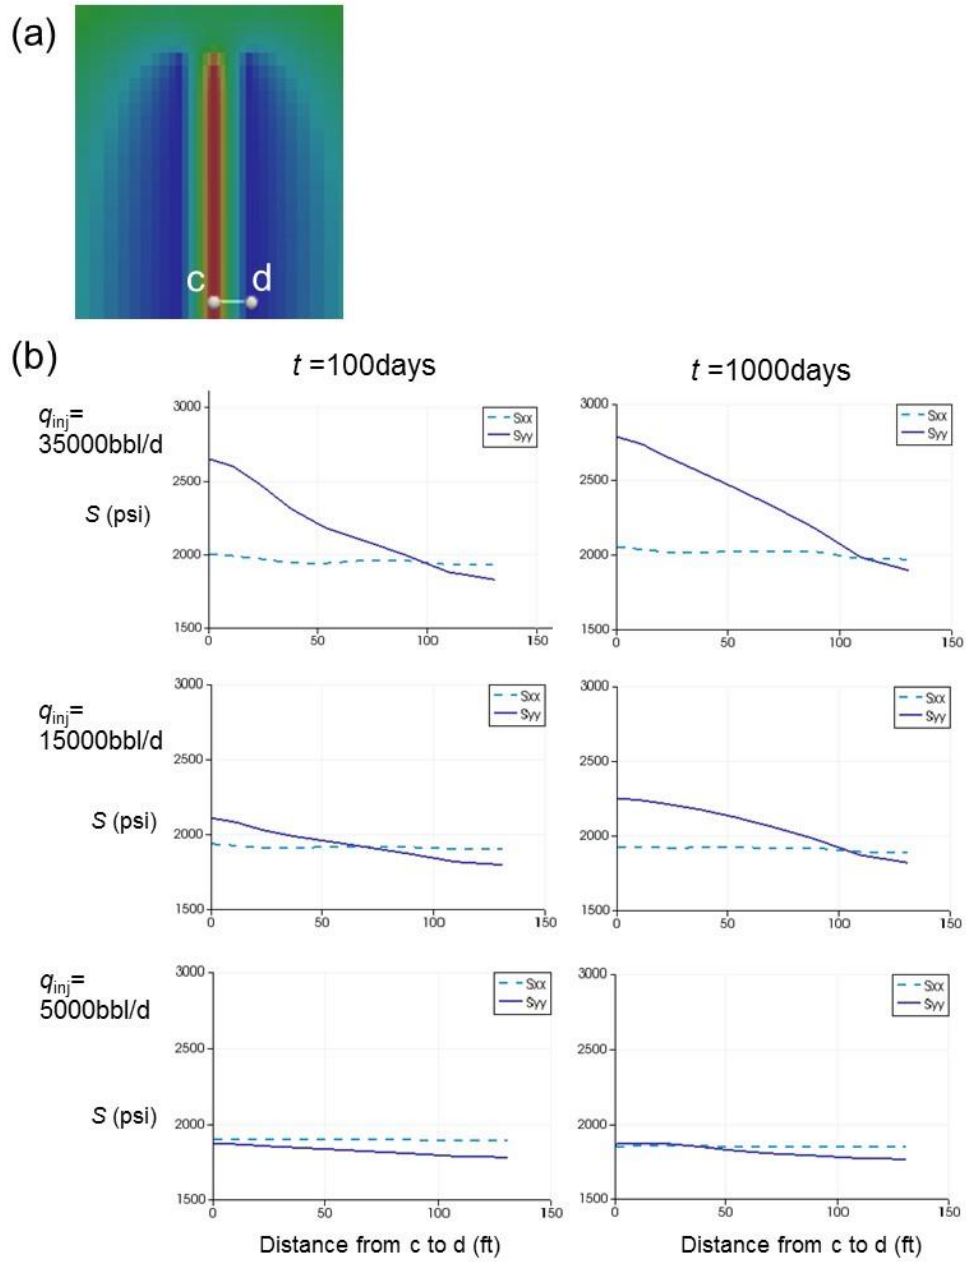 (a)
c d
(b)
t =100days t =1000days
qinj=
35000bbl/d
S (psi)
3000
2500
2000
1500
0 50 100 150
Sxx
Syy
3000
2500
2000
1500
0 50 100 150
Sxx
Syy
qinj=
15000bbl/d
S (psi)
3000
2500
2000
1500
0 50 100 150
Sxx
Syy
3000
2500
2000
1500
0 50 100 150
Sxx
Syy
qinj=
5000bbl/d
S (psi)
3000
2500
2000
1500
0 50 100 150
Sxx
Syy
3000
2500
2000
1500
0 50 100 150
Sxx
Syy
Distance from c to d (ft) Distance from c to d (ft)